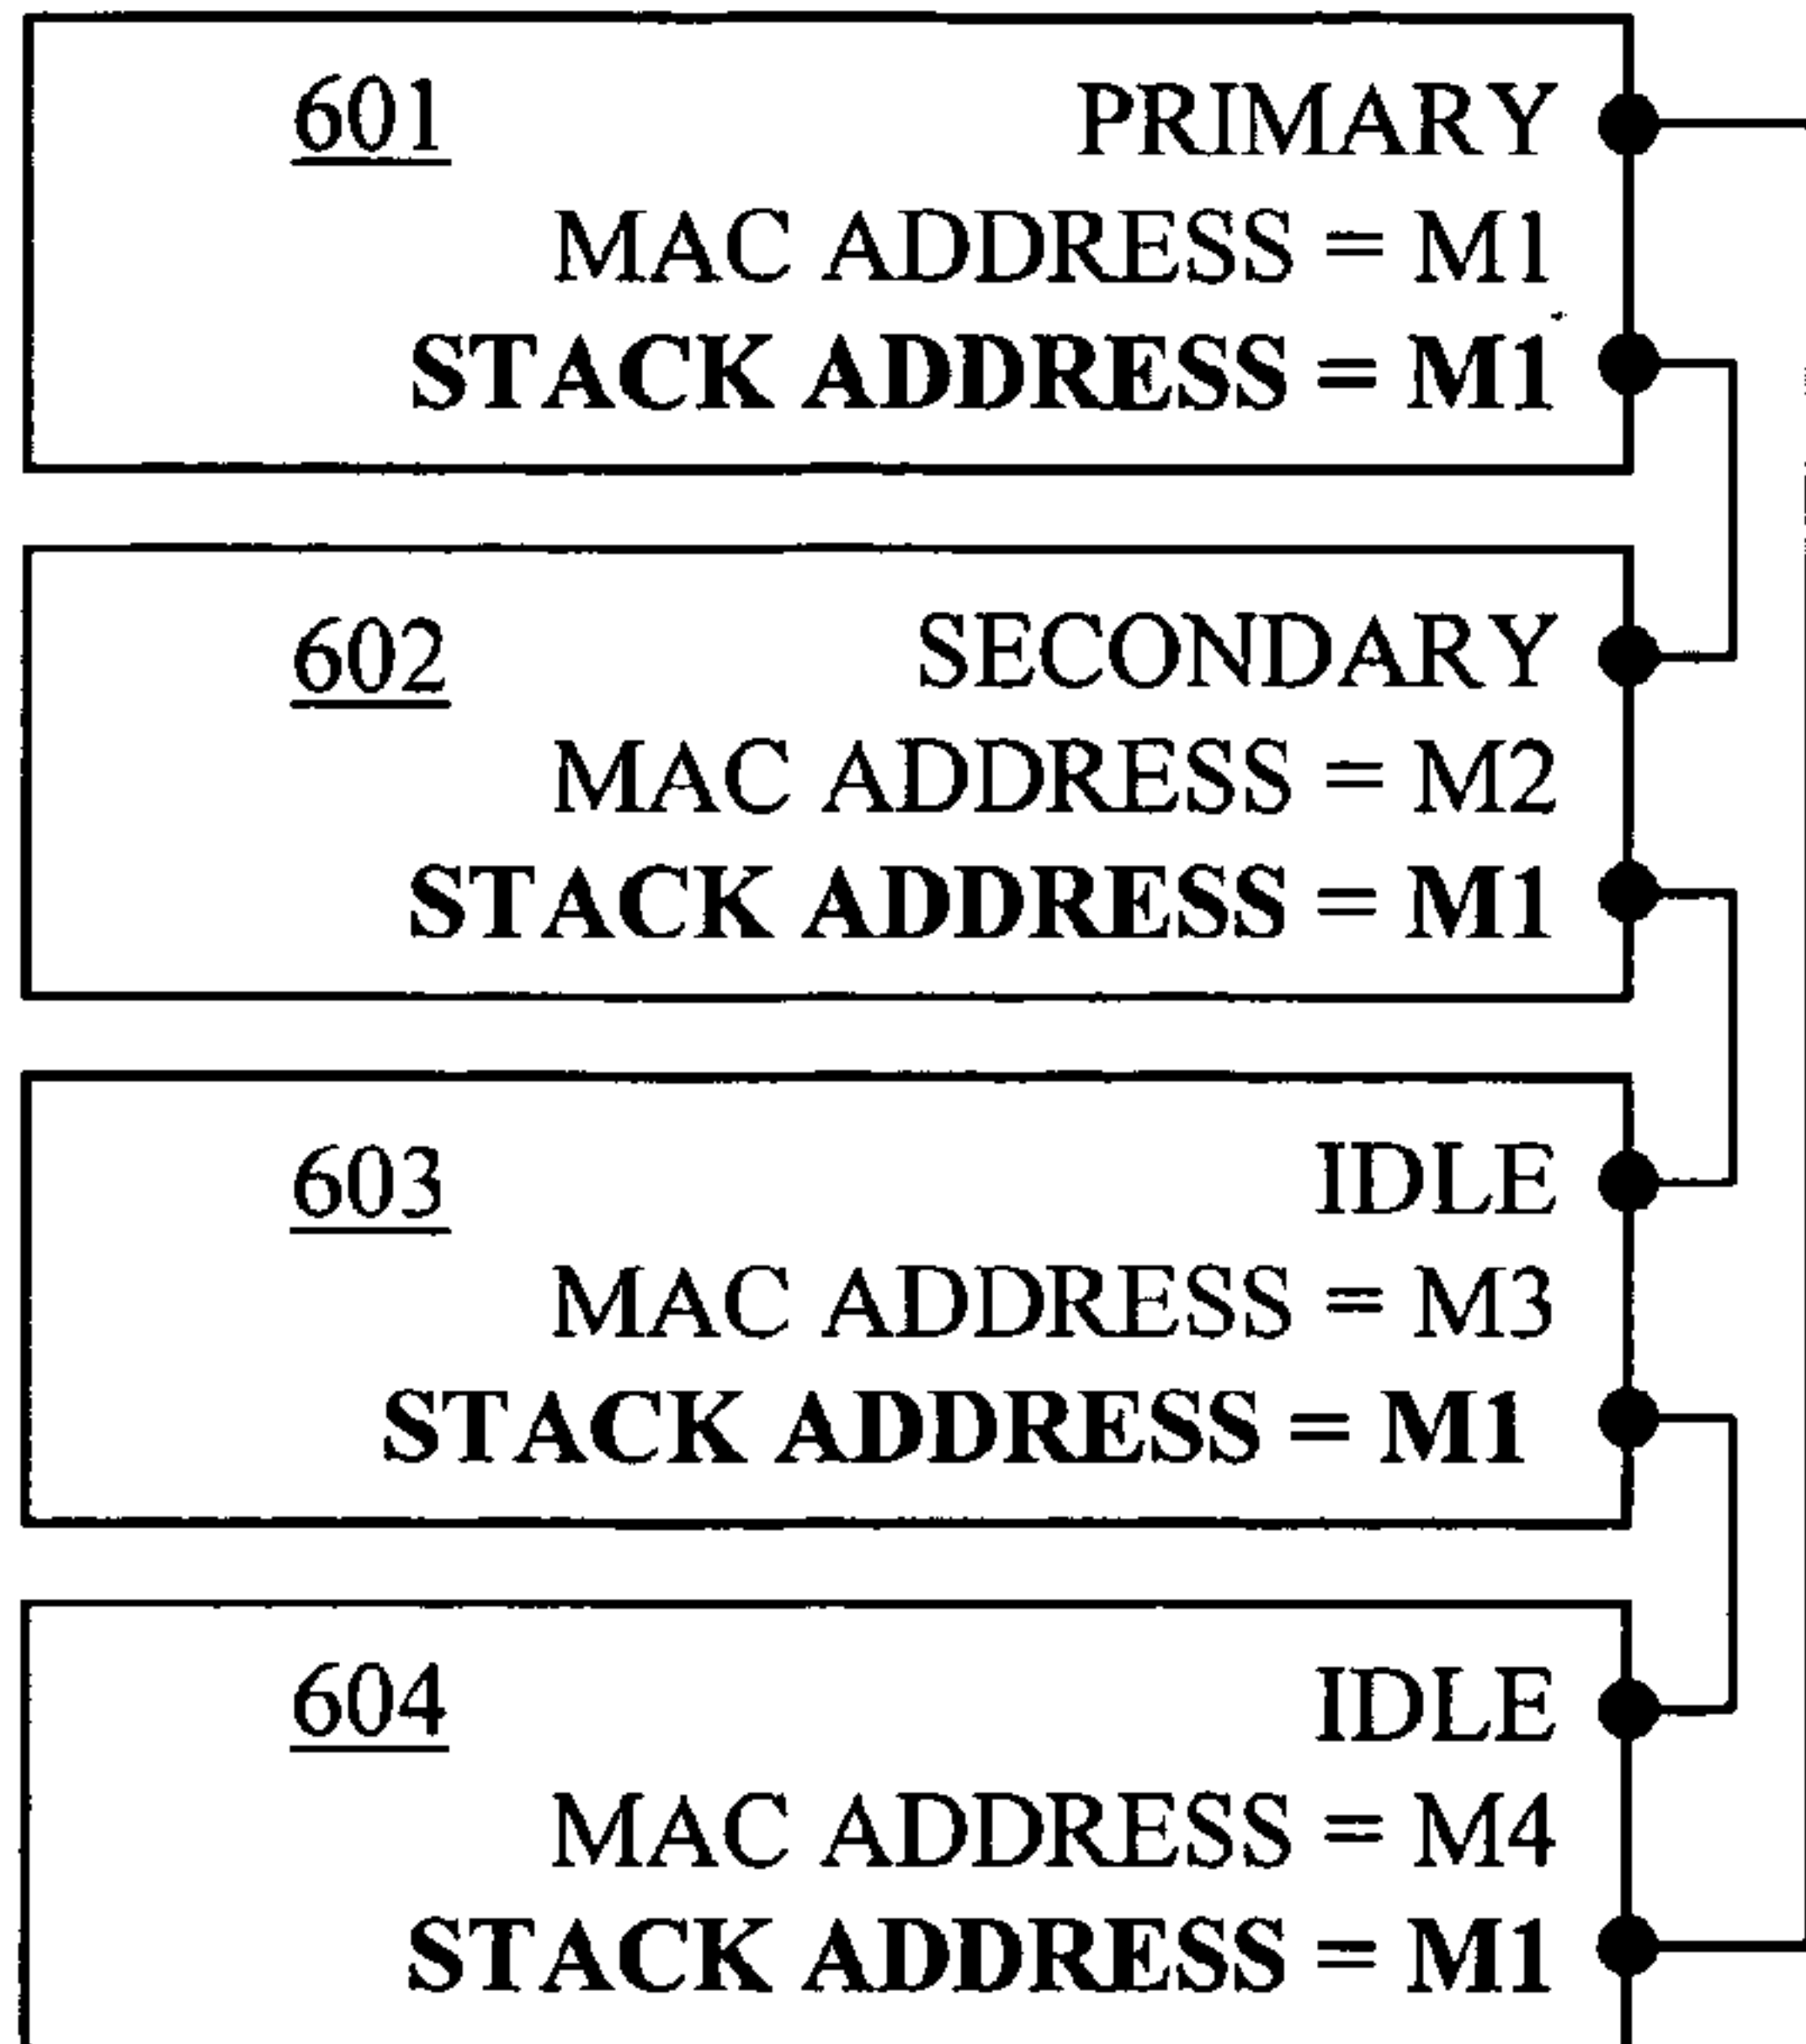 601 PRIMARY
MAC ADDRESS = M1
STACK ADDRESS = M1
602 SECONDARY
MAC ADDRESS = M2
STACK ADDRESS = M1
603 IDLE
MAC ADDRESS = M3
STACK ADDRESS = M1
604 IDLE
MAC ADDRESS = M4
STACK ADDRESS = M1